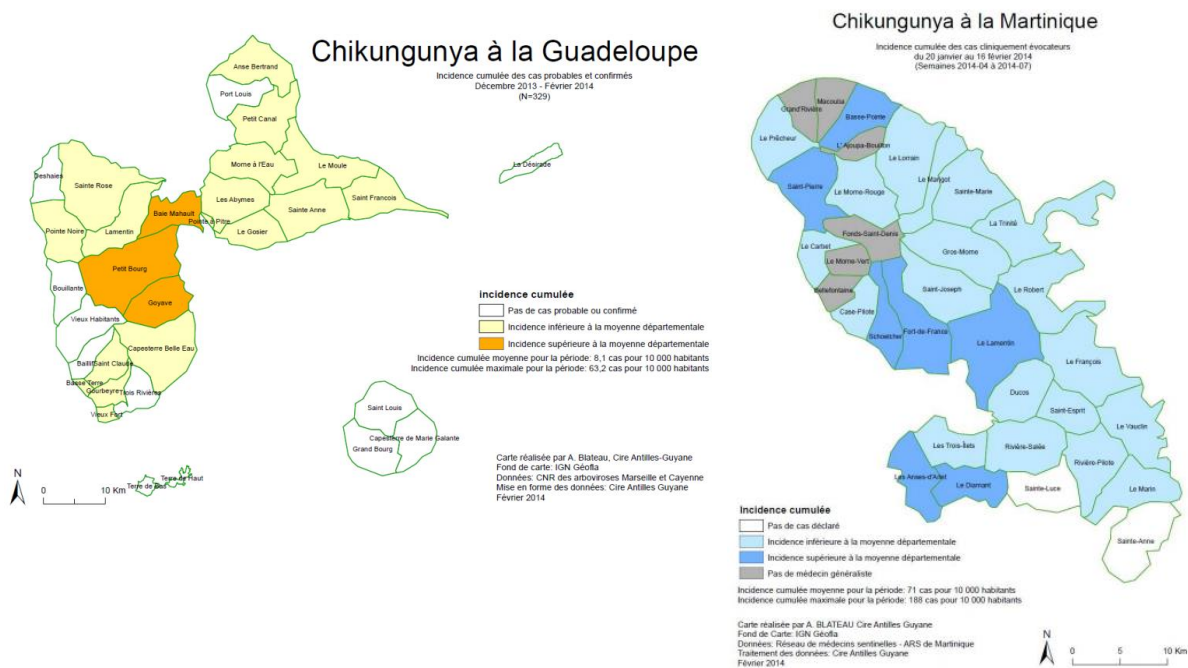 Chikungunya à la Guadeloupe
Incidence cumulée des cas probables et confirmés
Décembre 2013 - Février 2014
(N=329)
Anse Bertrand
Port Louis
Petit Canal
Morne à l'Eau
Le Moule
La Désirade
Deshaies
Sainte Rose
Les Abymes
Sainte Anne
Saint Francois
Baie Mahault
Pointe à Pitre
Pointe Noire
Lamentin
Le Gosier
Petit Bourg
Bouillante
Goyave
Vieux Habitants
Capesterre Belle Eau
Baillif
Saint Claude
Basse Terre
Gourbeyre
Trois Rivières
Vieux Fort
Saint Louis
Capesterre de Marie Galante
Grand Bourg
Terre de Haut
Terre de Bas
incidence cumulée
Pas de cas probable ou confirmé
Incidence inférieure à la moyenne départementale
Incidence supérieure à la moyenne départementale
Incidence cumulée moyenne pour la période: 8,1 cas pour 10 000 habitants
Incidence cumulée maximale pour la période: 63,2 cas pour 10 000 habitants
Carte réalisée par A. Blateau, Cire Antilles-Guyane
Fond de carte: IGN Géofla
Données: CNR des arboviroses Marseille et Cayenne
Mise en forme des données: Cire Antilles Guyane
Février 2014
N
0 10 Km
Chikungunya à la Martinique
Incidence cumulée des cas cliniquement évocateurs
du 20 janvier au 16 février 2014
(Semaines 2014-04 à 2014-07)
Grand'Rivière
Macouba
Basse-Pointe
Le Prêcheur
L'Ajoupa-Bouillon
Le Lorrain
Le Marigot
Saint-Pierre
Le Morne-Rouge
Sainte-Marie
La Trinité
Fonds-Saint-Denis
Le Carbet
Gros-Morne
Le Morne-Vert
Bellefontaine
Saint-Joseph
Le Robert
Case-Pilote
Schoelcher
Fort-de-France
Le Lamentin
Le François
Ducos
Saint-Esprit
Le Vauclin
Les Trois-Îlets
Rivière-Salée
Rivière-Pilote
Les Anses-d'Arlet
Le Diamant
Sainte-Luce
Le Marin
Sainte-Anne
Incidence cumulée
Pas de cas déclaré
Incidence inférieure à la moyenne départementale
Incidence supérieure à la moyenne départementale
Pas de médecin généraliste
Incidence cumulée moyenne pour la période: 71 cas pour 10 000 habitants
Incidence cumulée maximale pour la période: 188 cas pour 10 000 habitants
Carte réalisée par A. BLATEAU Cire Antilles Guyane
Fond de Carte: IGN Géofla
Données: Réseau de médecins sentinelles - ARS de Martinique
Traitement des données: Cire Antilles Guyane
Février 2014
N
0 5 10 Km